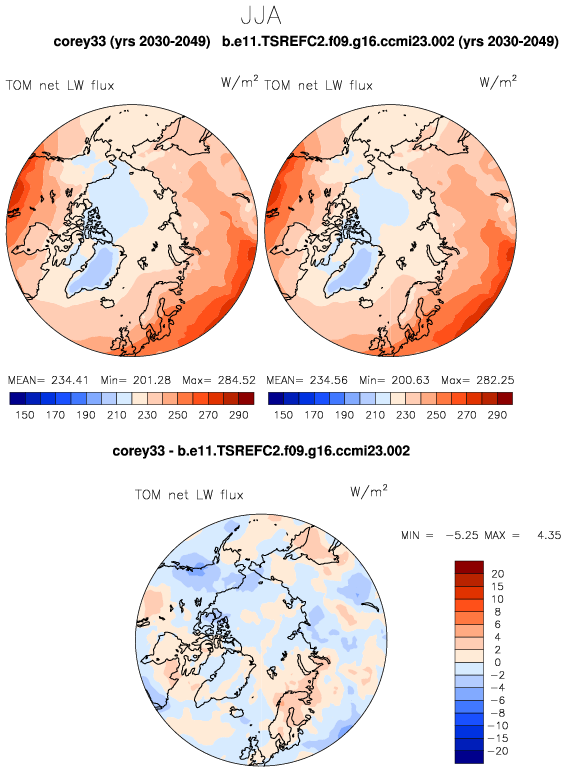 JJA
corey33 (yrs 2030-2049) b.e11.TSREFC2.f09.g16.ccmi23.002 (yrs 2030-2049)
TOM net LW flux W/m² TOM net LW flux W/m²
MEAN= 234.41 Min= 201.28 Max= 284.52 MEAN= 234.56 Min= 200.63 Max= 282.25
150 170 190 210 230 250 270 290 150 170 190 210 230 250 270 290
corey33 - b.e11.TSREFC2.f09.g16.ccmi23.002
TOM net LW flux W/m²
MIN = -5.25 MAX = 4.35
20
15
10
8
6
4
2
0
-2
-4
-6
-8
-10
-15
-20